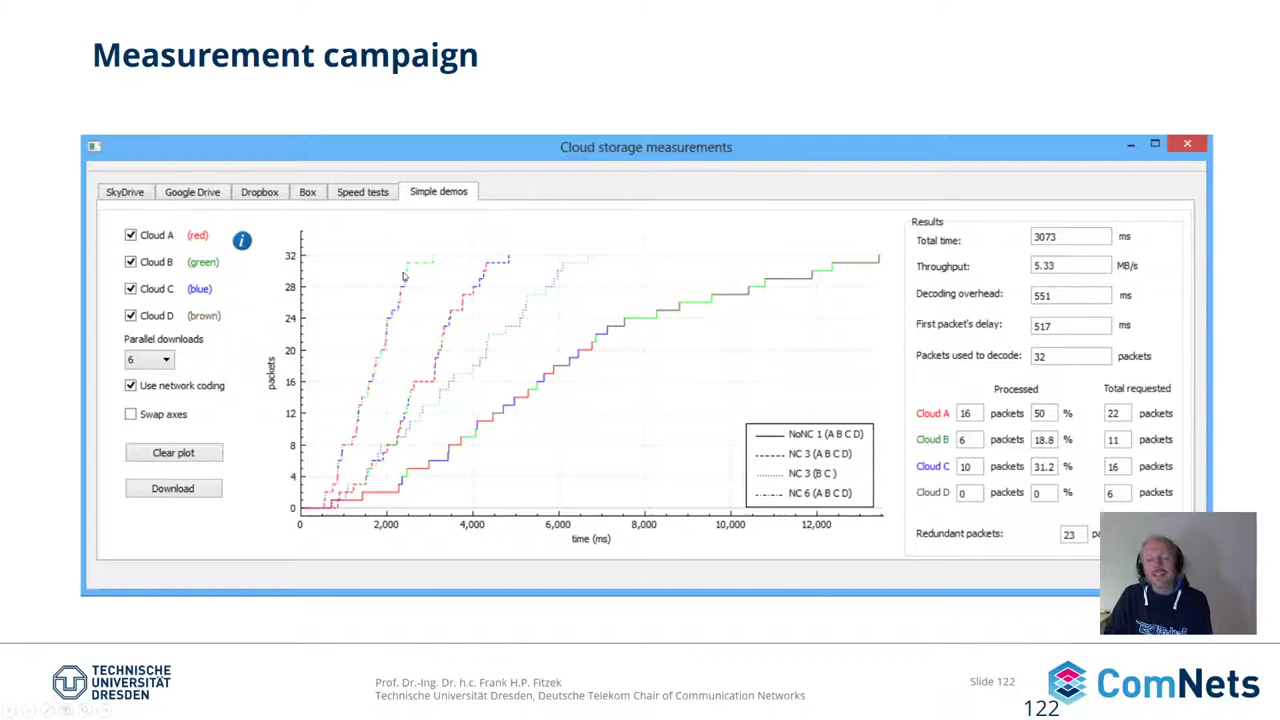 Measurement campaign
Cloud storage measurements
SkyDrive Google Drive Dropbox Box Speed tests Simple demos
Cloud A (red)
Cloud B (green)
Cloud C (blue)
Cloud D (brown)
Parallel downloads
6
Use network coding
Swap axes
Clear plot
Download
packets
32
28
24
20
16
12
8
4
0
0 2,000 4,000 6,000 8,000 10,000 12,000
time (ms)
NoNC 1 (A B C D)
NC 3 (A B C D)
NC 3 (B C )
NC 6 (A B C D)
Results
Total time: 3073 ms
Throughput: 5.33 MB/s
Decoding overhead: 551 ms
First packet's delay: 517 ms
Packets used to decode: 32 packets
Processed Total requested
Cloud A 16 packets 50 % 22 packets
Cloud B 6 packets 18.8 % 11 packets
Cloud C 10 packets 31.2 % 16 packets
Cloud D 0 packets 0 % 6 packets
Redundant packets: 23
TECHNISCHE
UNIVERSITÄT
DRESDEN
Prof. Dr.-Ing. Dr. h.c. Frank H.P. Fitzek
Technische Universität Dresden, Deutsche Telekom Chair of Communication Networks
Slide 122
ComNets
122